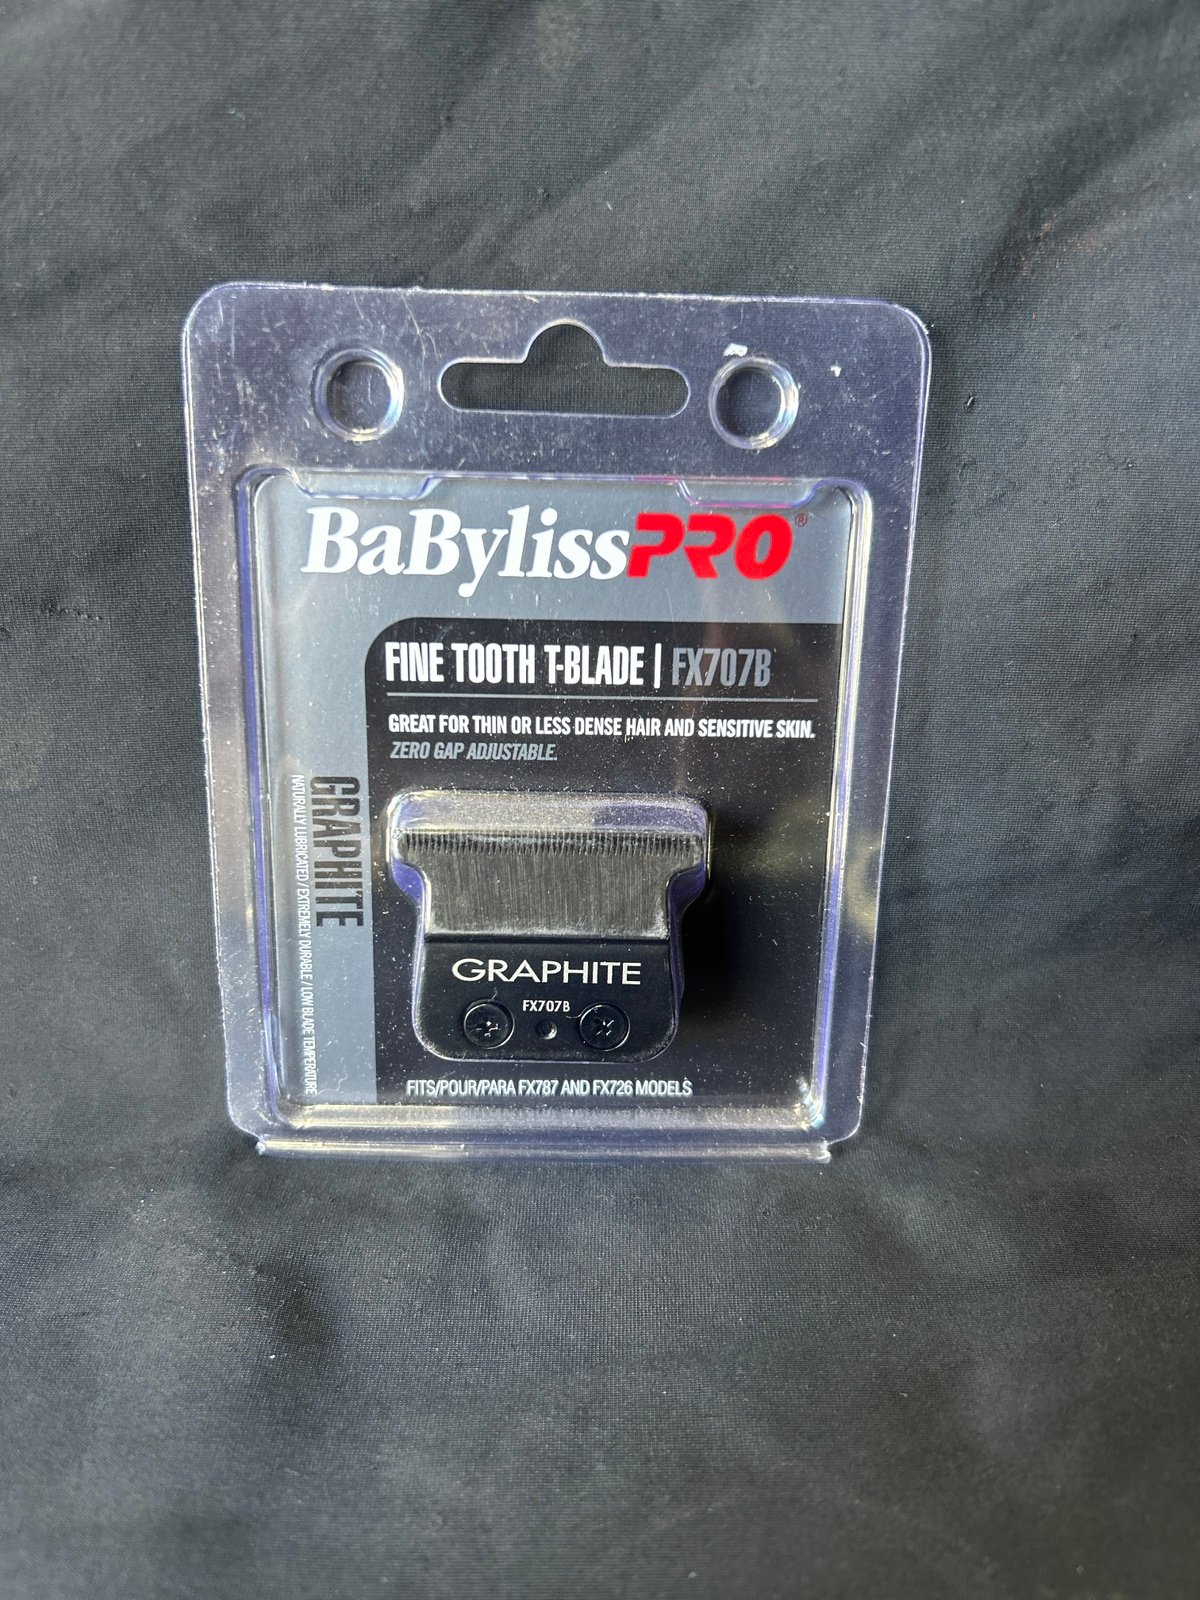 BaBylissPRO®
FINE TOOTH T-BLADE | FX707B
GREAT FOR THIN OR LESS DENSE HAIR AND SENSITIVE SKIN.
ZERO GAP ADJUSTABLE.
GRAPHITE
NATURALLY LUBRICATED / EXTREMELY DURABLE / LOW BLADE TEMPERATURE
GRAPHITE
FX707B
FITS/POUR/PARA FX787 AND FX726 MODELS